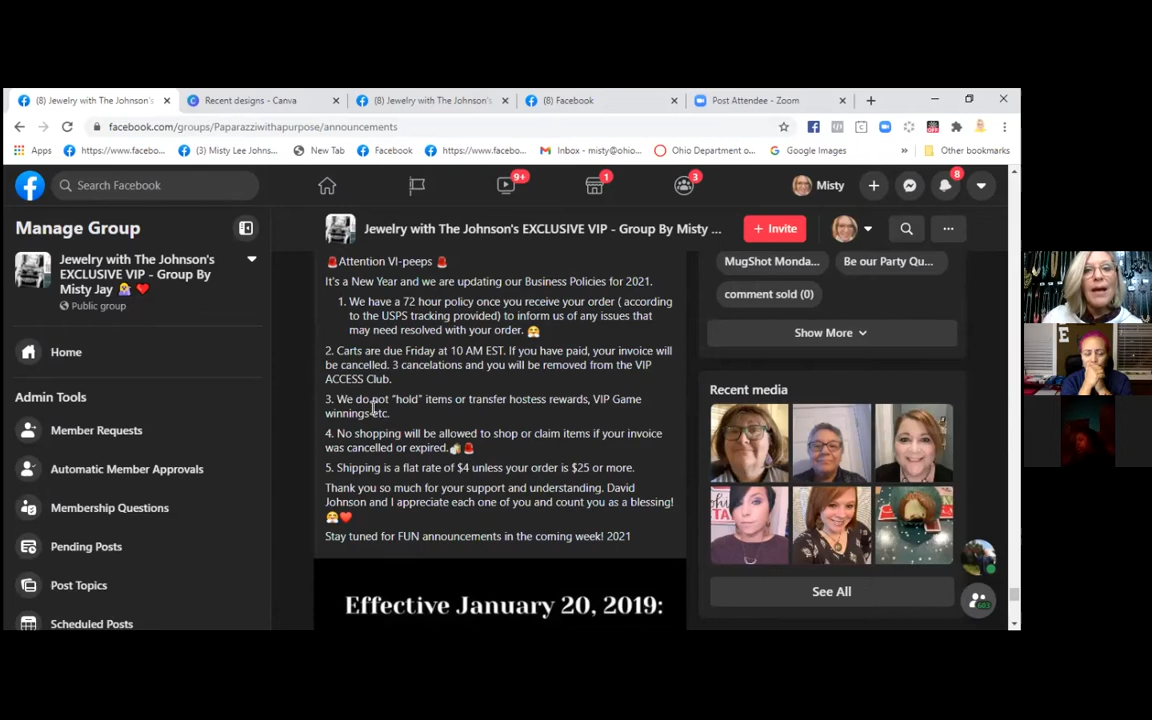 (8) Jewelry with The Johnson's
Recent designs - Canva
(8) Jewelry with The Johnson's
(8) Facebook
Post Attendee - Zoom
facebook.com/groups/Paparazziwithapurpose/announcements
Apps
https://www.facebo...
(3) Misty Lee Johns...
New Tab
Facebook
https://www.facebo...
Inbox - misty@ohio...
Ohio Department o...
Google Images
»
Other bookmarks
Search Facebook
9+
1
3
Misty
8
Manage Group
Jewelry with The Johnson's EXCLUSIVE VIP - Group By Misty ...
+ Invite
Jewelry with The Johnson's
EXCLUSIVE VIP - Group By
Misty Jay 🤷‍♀️ ❤️
Public group
Home
Admin Tools
Member Requests
Automatic Member Approvals
Membership Questions
Pending Posts
Post Topics
Scheduled Posts
🚨Attention VI-peeps 🚨
It's a New Year and we are updating our Business Policies for 2021.
1. We have a 72 hour policy once you receive your order ( according
to the USPS tracking provided) to inform us of any issues that
may need resolved with your order.
2. Carts are due Friday at 10 AM EST. If you have paid, your invoice will
be cancelled. 3 cancelations and you will be removed from the VIP
ACCESS Club.
3. We do not “hold” items or transfer hostess rewards, VIP Game
winnings etc.
4. No shopping will be allowed to shop or claim items if your invoice
was cancelled or expired.
5. Shipping is a flat rate of $4 unless your order is $25 or more.
Thank you so much for your support and understanding. David
Johnson and I appreciate each one of you and count you as a blessing!
Stay tuned for FUN announcements in the coming week! 2021
Effective January 20, 2019:
MugShot Monda...
Be our Party Qu...
comment sold (0)
Show More
Recent media
See All